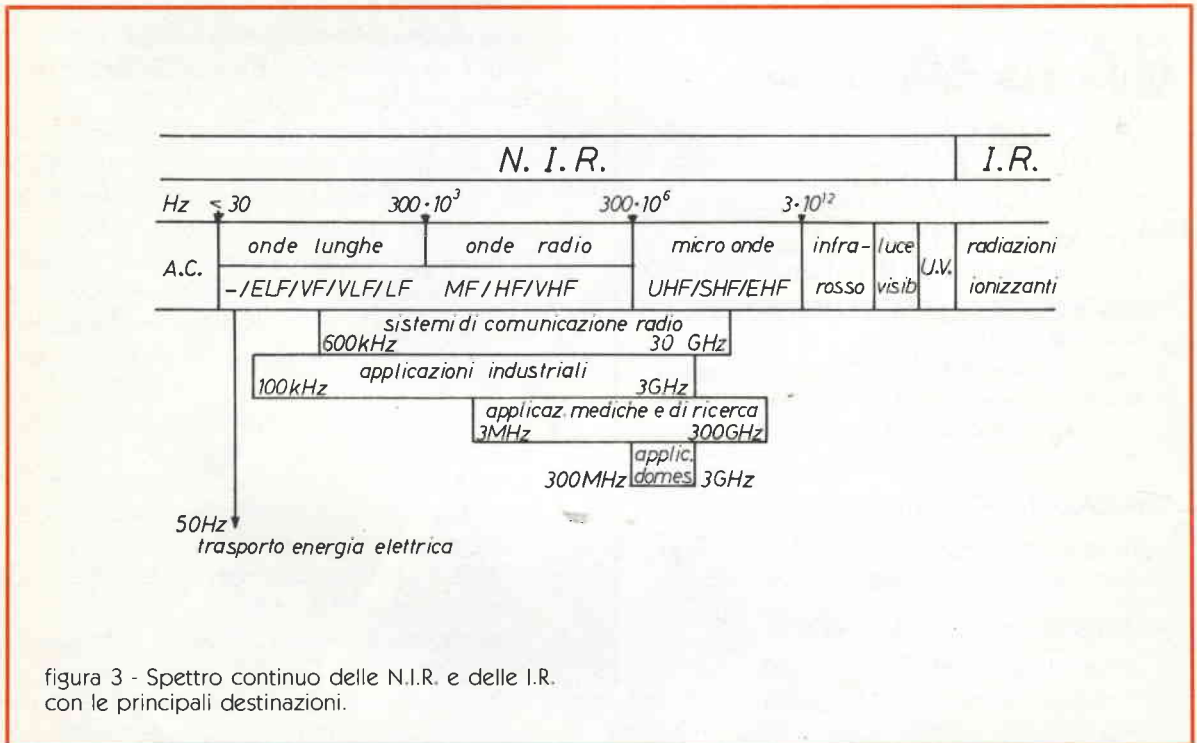 N. I. R. I.R.
Hz < 30 300·10³ 300·10⁶ 3·10¹²
A.C. onde lunghe onde radio micro onde infra- luce U.V. radiazioni
-/ELF/VF/VLF/LF MF/HF/VHF UHF/SHF/EHF rosso visib ionizzanti
sistemi di comunicazione radio
600kHz 30 GHz
applicazioni industriali
100kHz 3GHz
applicaz. mediche e di ricerca
3MHz 300GHz
applic.
300MHz domes. 3GHz
50Hz
trasporto energia elettrica
figura 3 - Spettro continuo delle N.I.R. e delle I.R.
con le principali destinazioni.